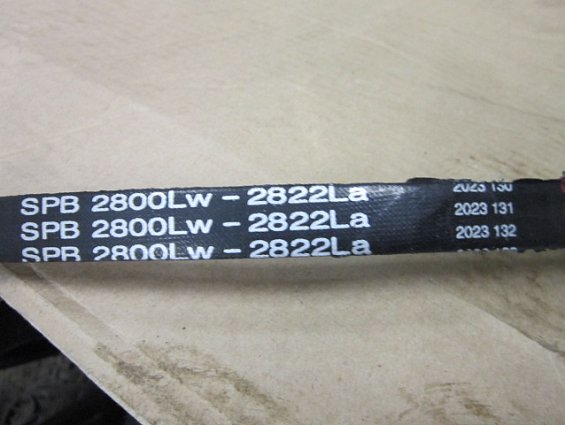 SPB 2800Lw - 2822La 2023 130
SPB 2800Lw - 2822La 2023 131
SPB 2800Lw - 2822La 2023 132